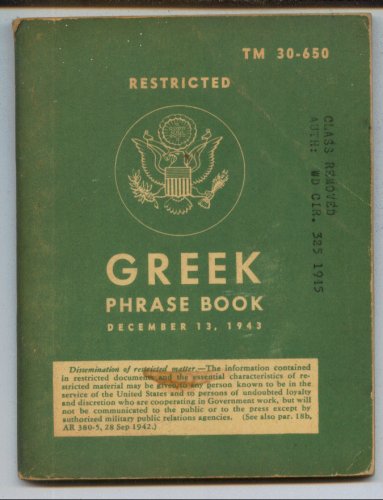 TM 30-650
RESTRICTED
GREEK
PHRASE BOOK
DECEMBER 13, 1943
Dissemination of restricted matter.—The information contained
in restricted documents and the essential characteristics of re-
stricted material may be given to any person known to be in the
service of the United States and to persons of undoubted loyalty
and discretion who are cooperating in Government work, but will
not be communicated to the public or to the press except by
authorized military public relations agencies. (See also par. 18b,
AR 380-5, 28 Sep 1942.)
CLASS REMOVED
AUTH: WD CIR. 325 1945